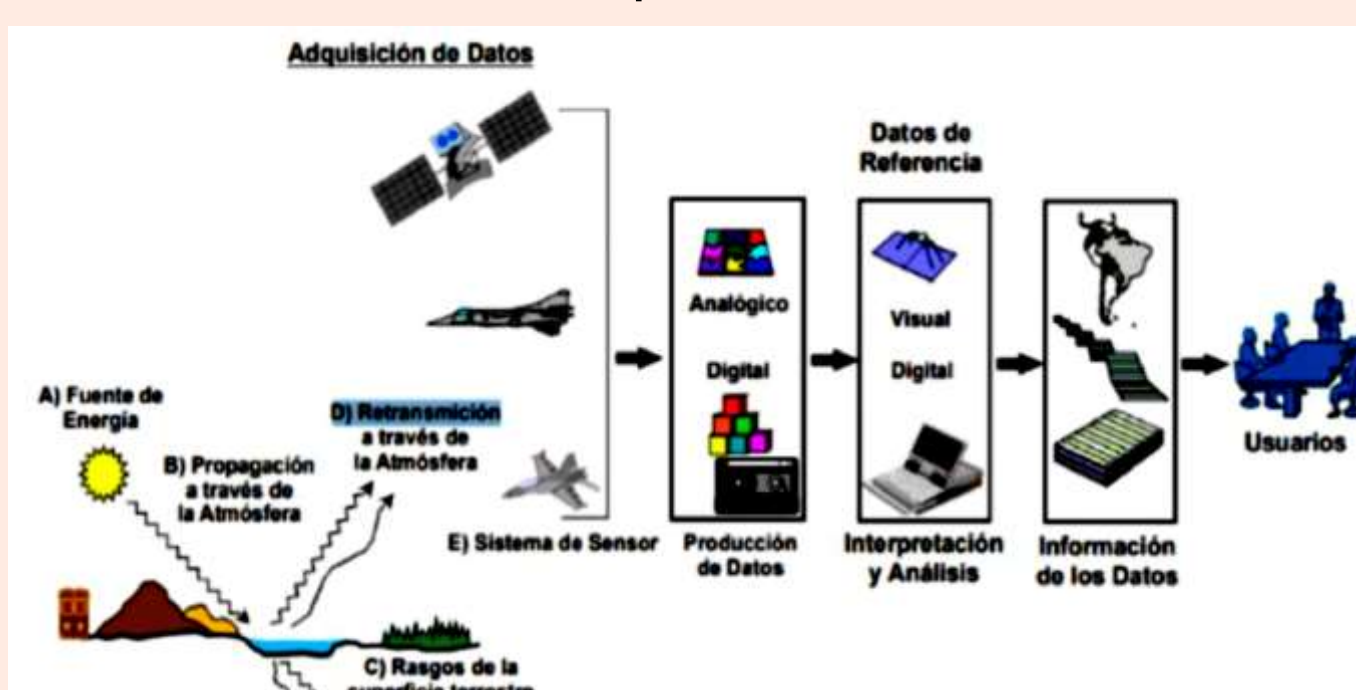 Adquisición de Datos
Datos de
Referencia
Analógico
Digital
Visual
Digital
A) Fuente de
Energía
B) Propagación
a través de
la Atmósfera
D) Retransmición
a través de
la Atmósfera
E) Sistema de Sensor
Producción
de Datos
Interpretación
y Análisis
Información
de los Datos
Usuarios
C) Rasgos de la
superficie terrestre